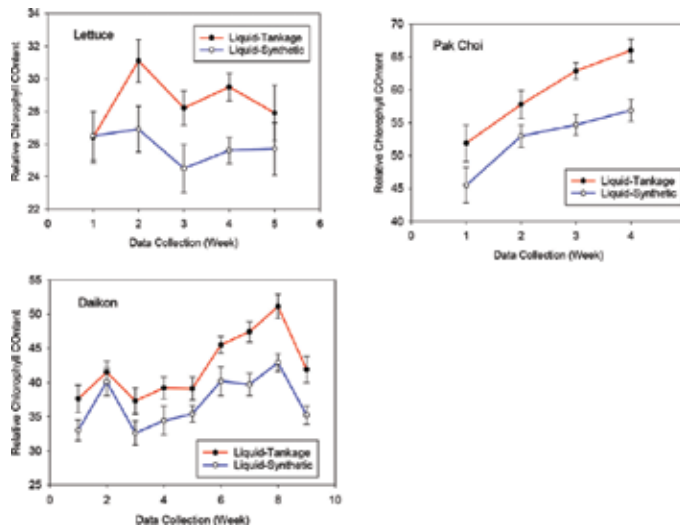 Lettuce
Liquid-Tankage
Liquid-Synthetic
Relative Chlorophyll COntent
34
32
30
28
26
24
22
0 1 2 3 4 5 6
Data Collection (Week)
Pak Choi
Liquid-Tankage
Liquid-Synthetic
Relative Chlorophyll COntent
70
65
60
55
50
45
40
0 1 2 3 4
Data Collection (Week)
Daikon
Liquid-Tankage
Liquid-Synthetic
Relative Chlorophyll COntent
55
50
45
40
35
30
25
0 2 4 6 8 10
Data Collection (Week)